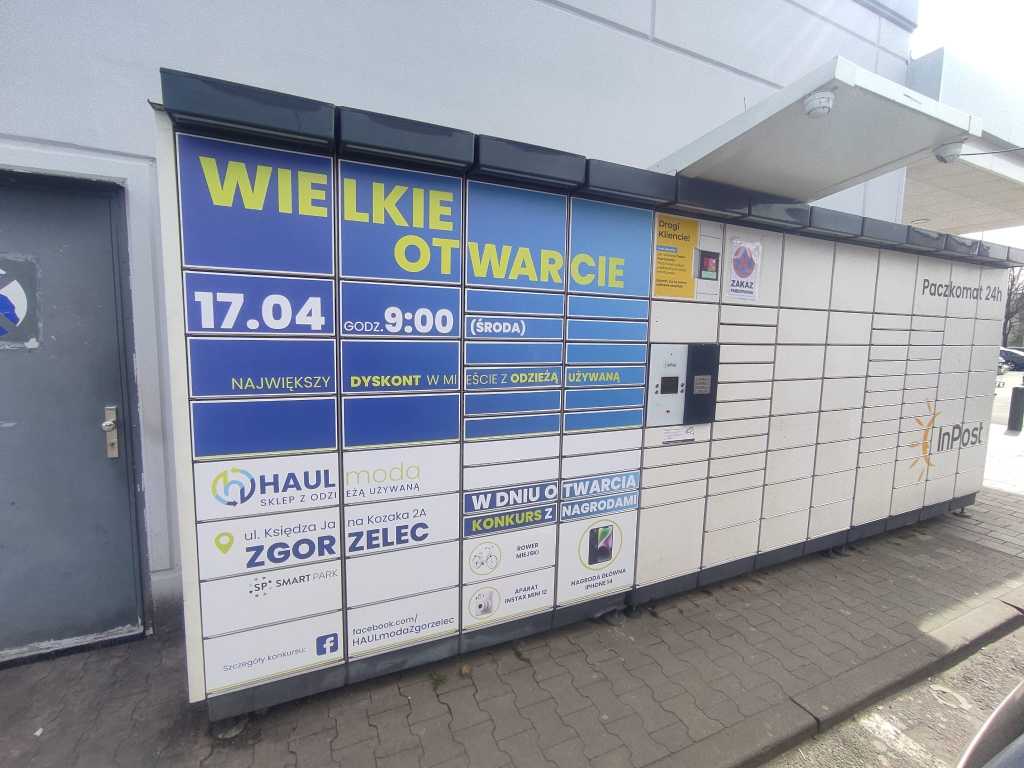 WIELKIE
OTWARCIE
17.04 GODZ. 9:00 (ŚRODA)
NAJWIĘKSZY DYSKONT W MIEŚCIE Z ODZIEŻĄ UŻYWANĄ
HAUL moda
SKLEP Z ODZIEŻĄ UŻYWANĄ
ul. Księdza Jana Kozaka 2A
ZGORZELEC
SP SMART PARK
Szczegóły konkursu:
f
facebook.com/
HAULmodaZgorzelec
W DNIU OTWARCIA
KONKURS Z NAGRODAMI
ROWER
MIEJSKI
APARAT
INSTAX MINI 12
NAGRODA GŁÓWNA
IPHONE 14
Drogi
Kliencie!
ZAKAZ
Paczkomat 24h
InPost